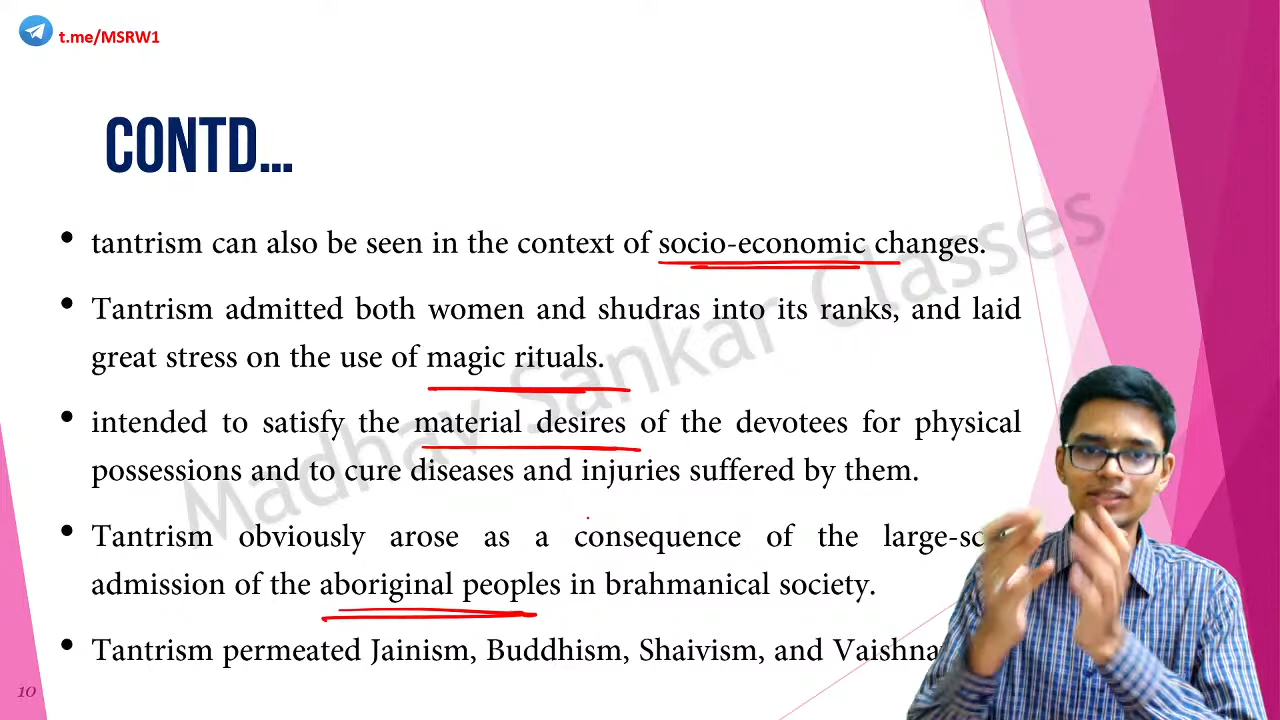 t.me/MSRW1
CONTD...
• tantrism can also be seen in the context of socio-economic changes.
• Tantrism admitted both women and shudras into its ranks, and laid
great stress on the use of magic rituals.
• intended to satisfy the material desires of the devotees for physical
possessions and to cure diseases and injuries suffered by them.
• Tantrism obviously arose as a consequence of the
admission of the aboriginal peoples in brahmanical society.
• Tantrism permeated Jainism, Buddhism, Shaivism, and
Madhav Sankar Classes
10